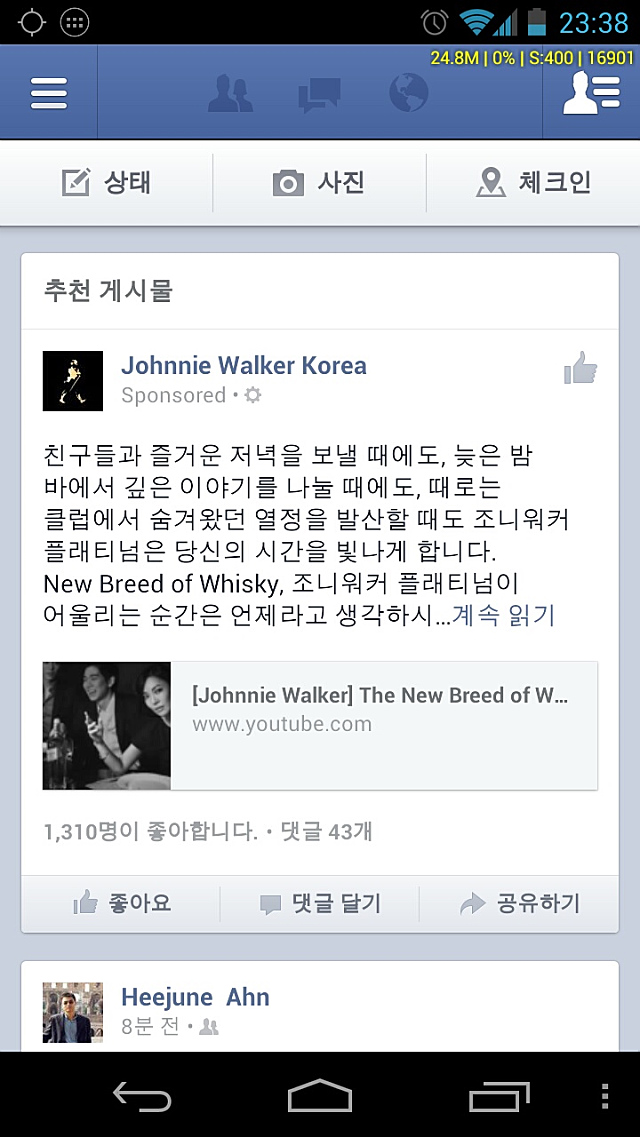 23:38
24.8M | 0% | S:400 | 16901
상태 사진 체크인
추천 게시물
Johnnie Walker Korea
Sponsored •
친구들과 즐거운 저녁을 보낼 때에도, 늦은 밤
바에서 깊은 이야기를 나눌 때에도, 때로는
클럽에서 숨겨왔던 열정을 발산할 때도 조니워커
플래티넘은 당신의 시간을 빛나게 합니다.
New Breed of Whisky, 조니워커 플래티넘이
어울리는 순간은 언제라고 생각하시...계속 읽기
[Johnnie Walker] The New Breed of W...
www.youtube.com
1,310명이 좋아합니다. • 댓글 43개
좋아요 댓글 달기 공유하기
Heejune Ahn
8분 전 •